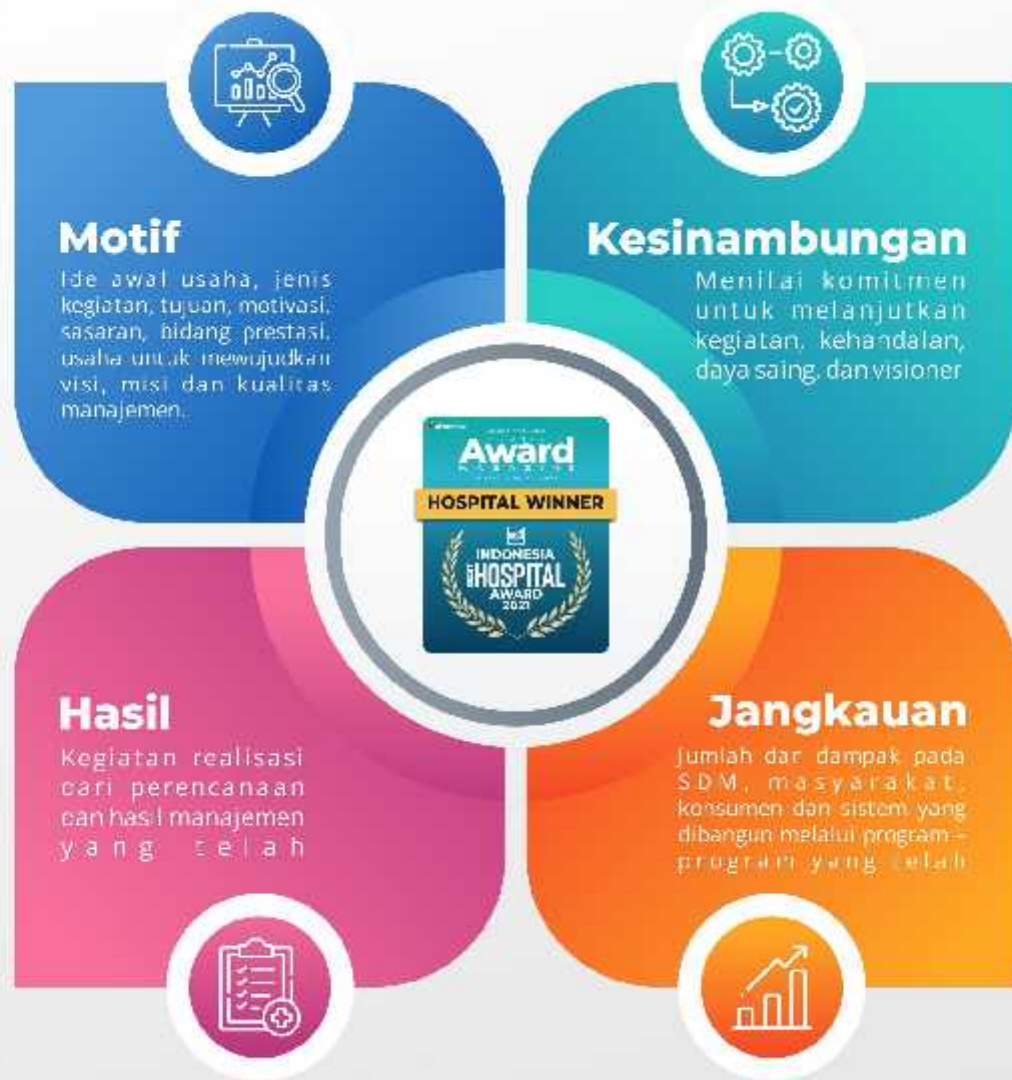 Motif
Ide awal usaha, jenis
kegiatan, tujuan, motivasi,
sasaran, bidang prestasi,
usaha untuk mewujudkan
visi, misi dan kualitas
manajemen.
Kesinambungan
Menilai komitmen
untuk melanjutkan
kegiatan, kehandalan,
daya saing, dan visioner
Award
MAGAZINE
HOSPITAL WINNER
INDONESIA
BEST HOSPITAL
AWARD
2021
Hasil
Kegiatan realisasi
dari perencanaan
dan hasil manajemen
yang telah
Jangkauan
Jumlah dar dampak pada
SDM, masyarakat,
konsumen dan sistem yang
dibangun melalui program –
program yang telah